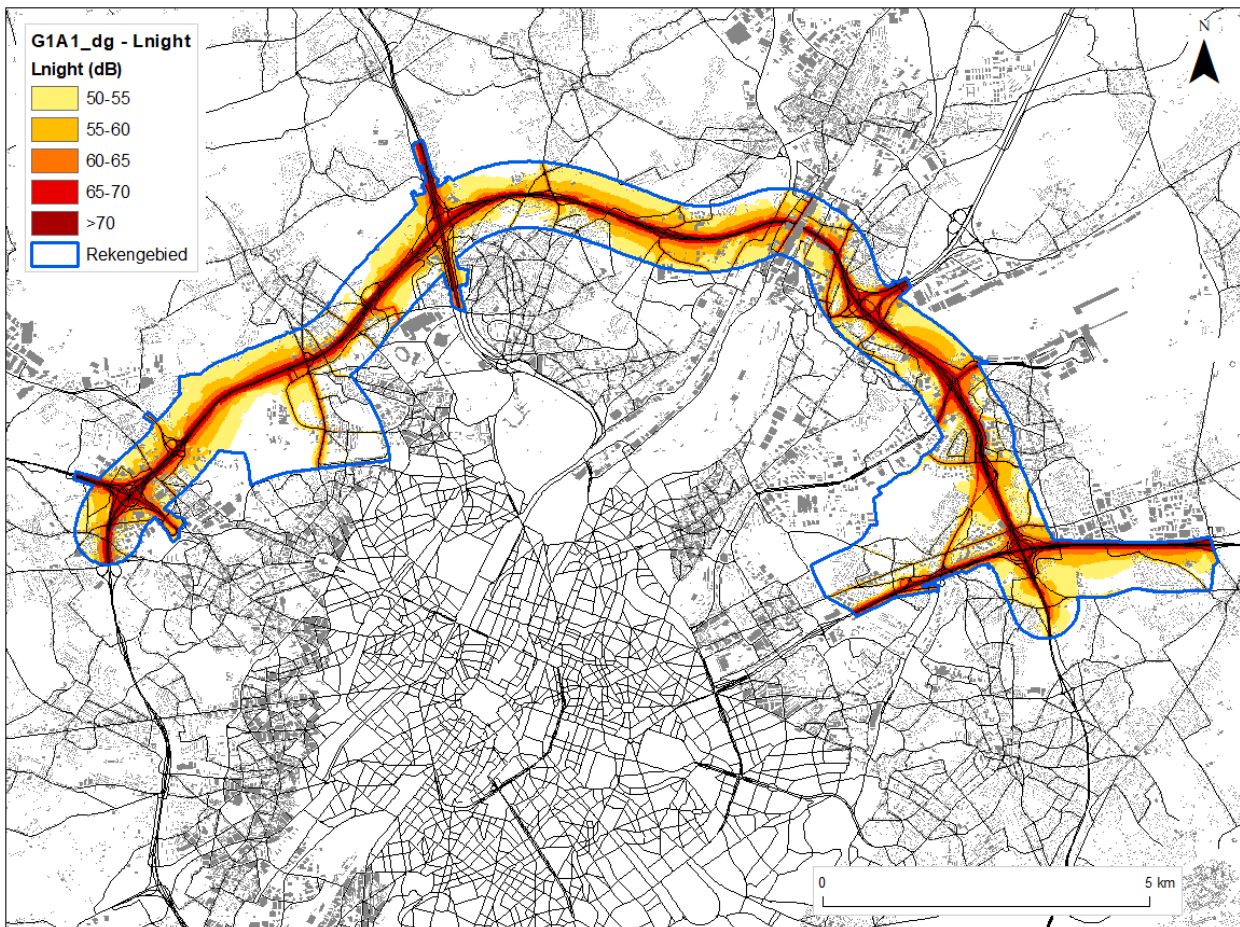 G1A1_dg - Lnight
Lnight (dB)
50-55
55-60
60-65
65-70
>70
Rekengebied
N
0 5 km